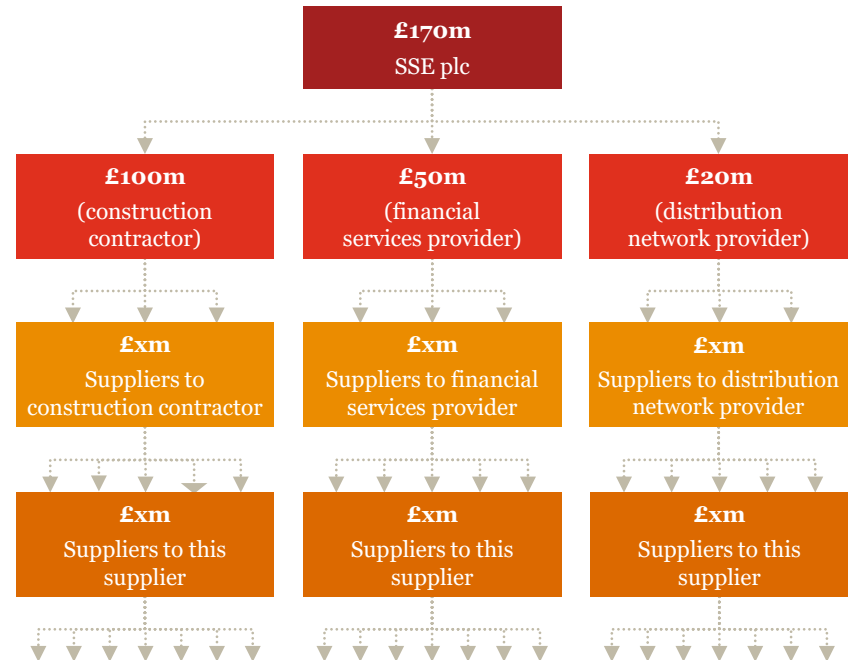 £170m
SSE plc
£100m
(construction
contractor)
£50m
(financial
services provider)
£20m
(distribution
network provider)
£xm
Suppliers to
construction contractor
£xm
Suppliers to financial
services provider
£xm
Suppliers to distribution
network provider
£xm
Suppliers to this
supplier
£xm
Suppliers to this
supplier
£xm
Suppliers to this
supplier